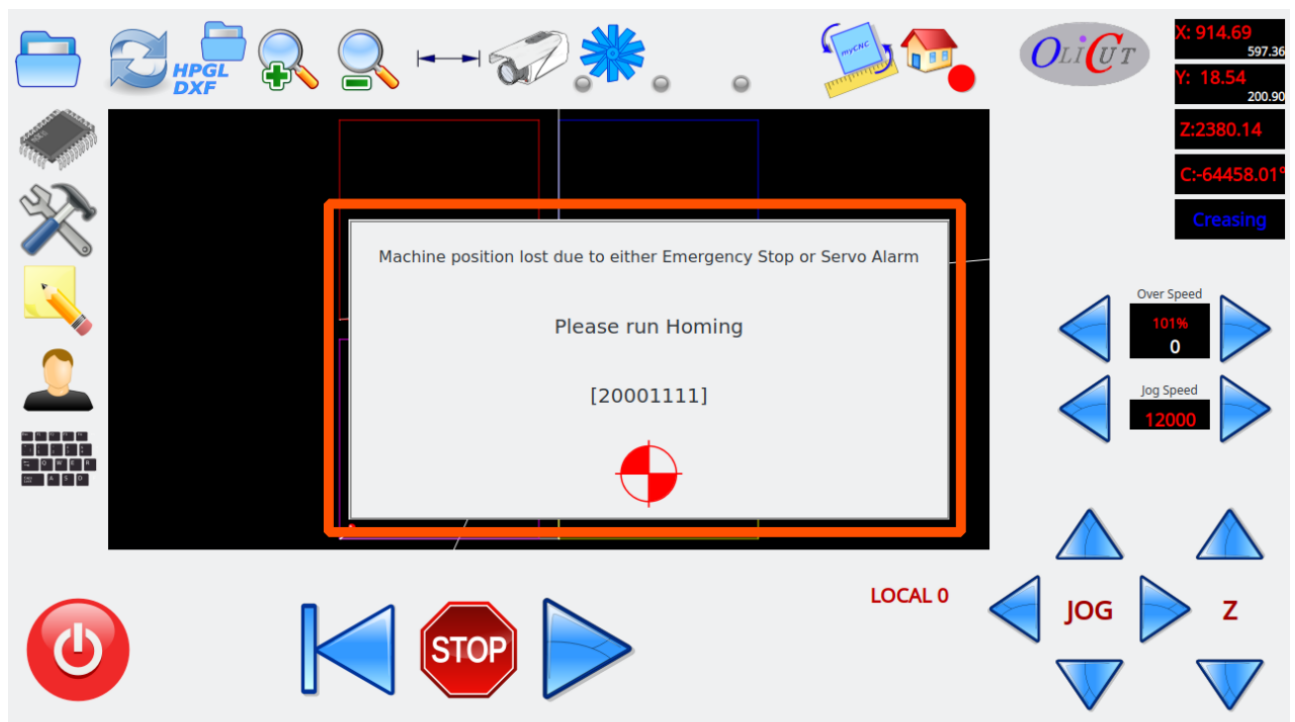 HPGL
DXF
myCNC
OLiCUT
X: 914.69
597.36
Y: 18.54
200.90
Z:2380.14
C:-64458.01°
Creasing
Machine position lost due to either Emergency Stop or Servo Alarm
Please run Homing
[20001111]
Over Speed
101%
0
Jog Speed
12000
LOCAL 0
STOP
JOG
Z